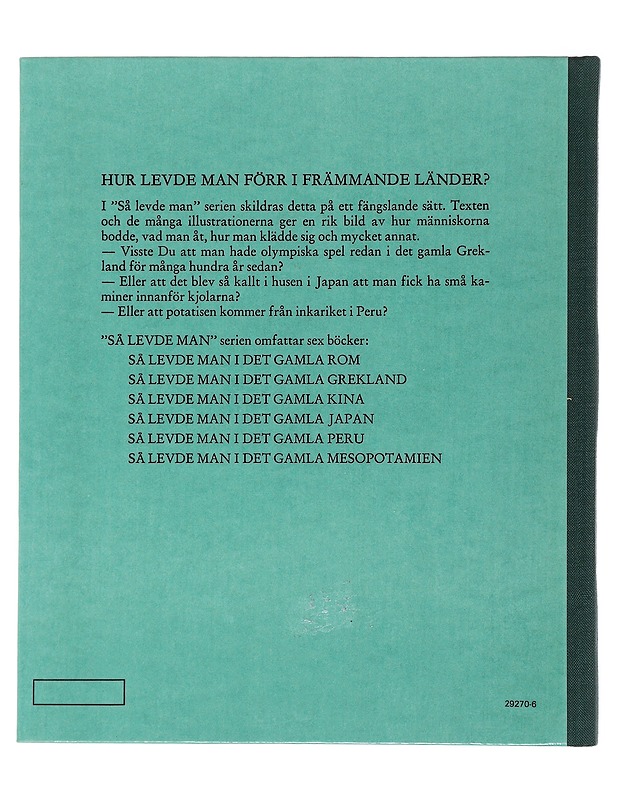 HUR LEVDE MAN FÖRR I FRÄMMANDE LÄNDER?
I ”Så levde man” serien skildras detta på ett fängslande sätt. Texten
och de många illustrationerna ger en rik bild av hur människorna
bodde, vad man åt, hur man klädde sig och mycket annat.
— Visste Du att man hade olympiska spel redan i det gamla Grek-
land för många hundra år sedan?
— Eller att det blev så kallt i husen i Japan att man fick ha små ka-
miner innanför kjolarna?
— Eller att potatisen kommer från inkariket i Peru?
”SÅ LEVDE MAN” serien omfattar sex böcker:
SÅ LEVDE MAN I DET GAMLA ROM
SÅ LEVDE MAN I DET GAMLA GREKLAND
SÅ LEVDE MAN I DET GAMLA KINA
SÅ LEVDE MAN I DET GAMLA JAPAN
SÅ LEVDE MAN I DET GAMLA PERU
SÅ LEVDE MAN I DET GAMLA MESOPOTAMIEN
29270-6